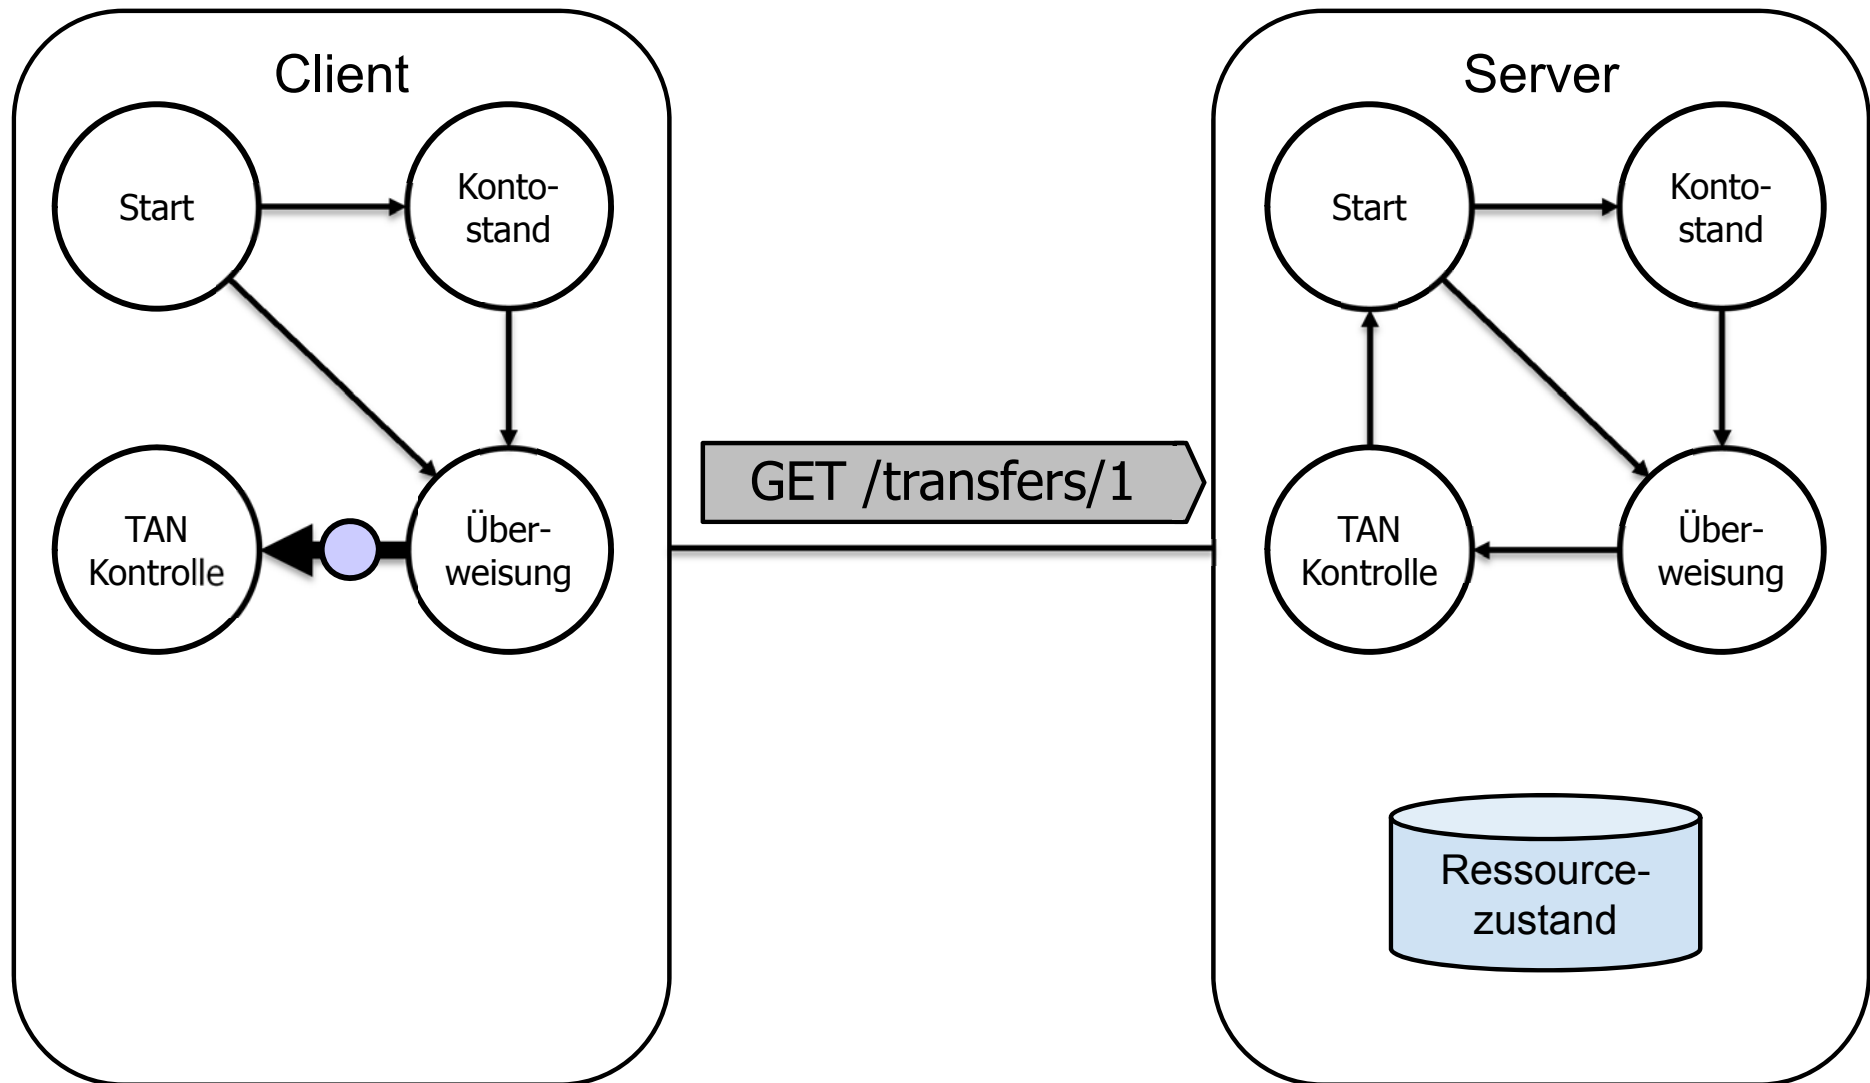 Client
Start
Konto-
stand
TAN
Kontrolle
Über-
weisung
GET /transfers/1
Server
Start
Konto-
stand
TAN
Kontrolle
Über-
weisung
Ressource-
zustand